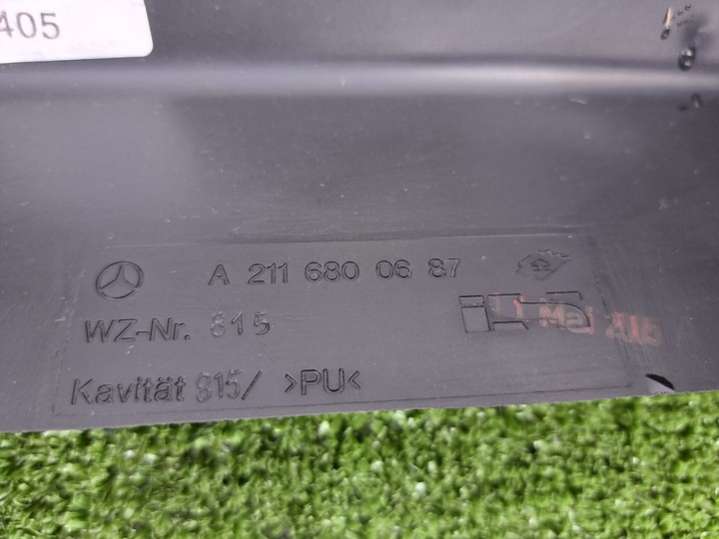 405
A 211 680 06 87
WZ-Nr. 815
Kavität 815/ >PU<